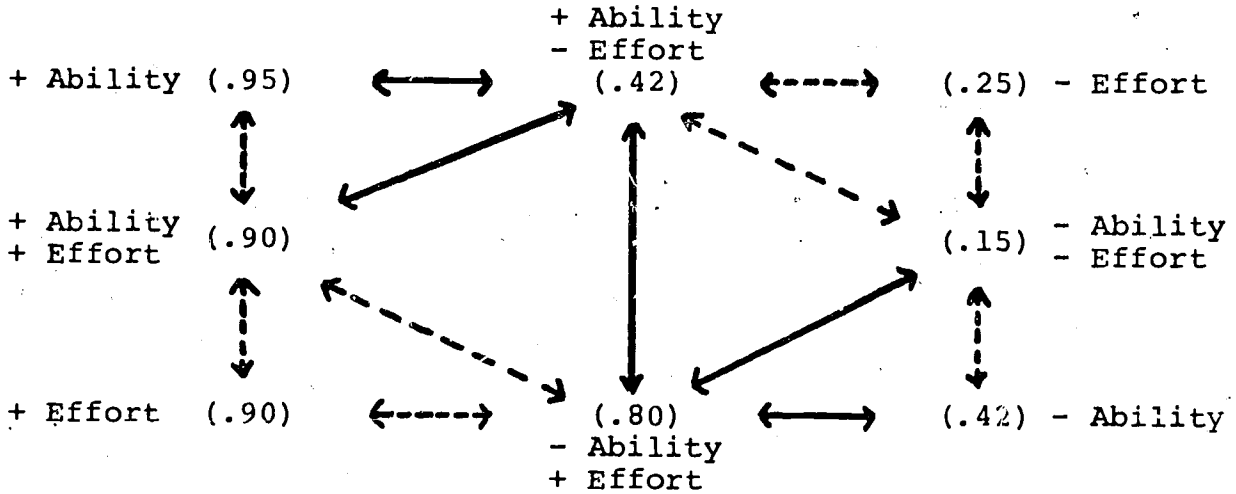 + Ability
- Effort
+ Ability (.95) (.42) (.25) - Effort
+ Ability
+ Effort
(.90)
(.15)
- Ability
- Effort
+ Effort (.90) (.80) (.42) - Ability
- Ability
+ Effort